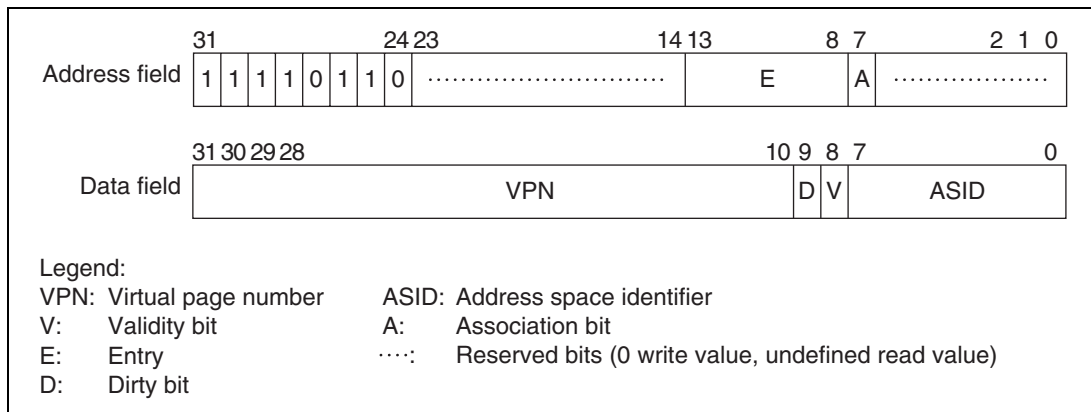 31 24 23 14 13 8 7 2 1 0
Address field 1 1 1 1 0 1 1 0 ............................ E A ...................
31 30 29 28 10 9 8 7 0
Data field VPN D V ASID
Legend:
VPN: Virtual page number ASID: Address space identifier
V: Validity bit A: Association bit
E: Entry ····: Reserved bits (0 write value, undefined read value)
D: Dirty bit